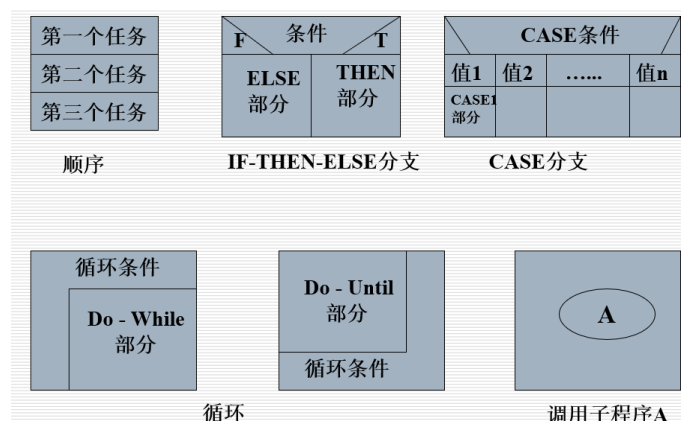 第一个任务
第二个任务
第三个任务
顺序
F 条件 T
ELSE
部分
THEN
部分
IF-THEN-ELSE分支
CASE条件
值1 值2 …... 值n
CASE1
部分
CASE分支
循环条件
Do - While
部分
Do - Until
部分
循环条件
循环
A
调用子程序A